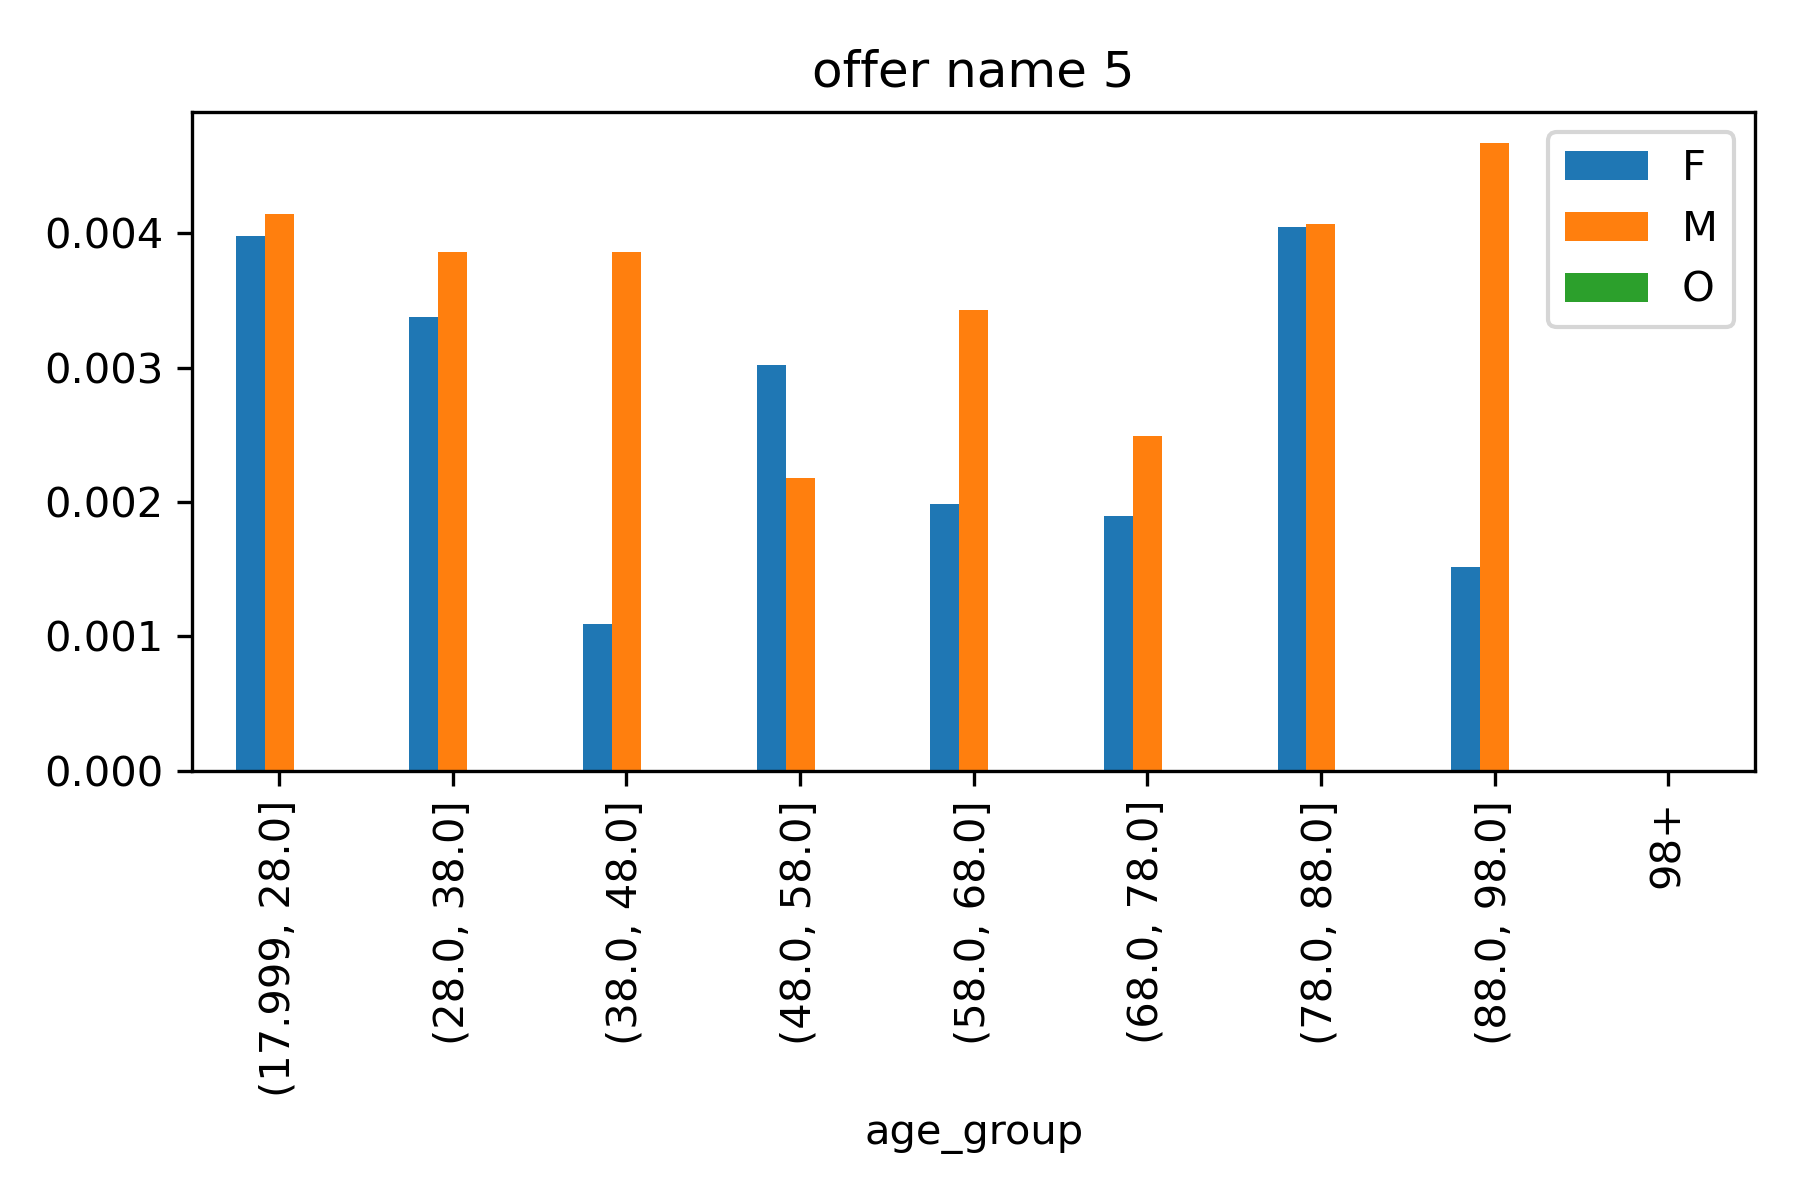 offer name 5
F
M
O
0.004
0.003
0.002
0.001
0.000
(17.999, 28.0]
(28.0, 38.0]
(38.0, 48.0]
(48.0, 58.0]
(58.0, 68.0]
(68.0, 78.0]
(78.0, 88.0]
(88.0, 98.0]
98+
age_group